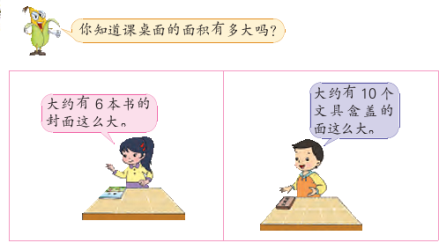 你知道课桌面的面积有多大吗?
大约有 6 本书的
封面这么大。
大约有 10 个
文具盒盖的
面这么大。